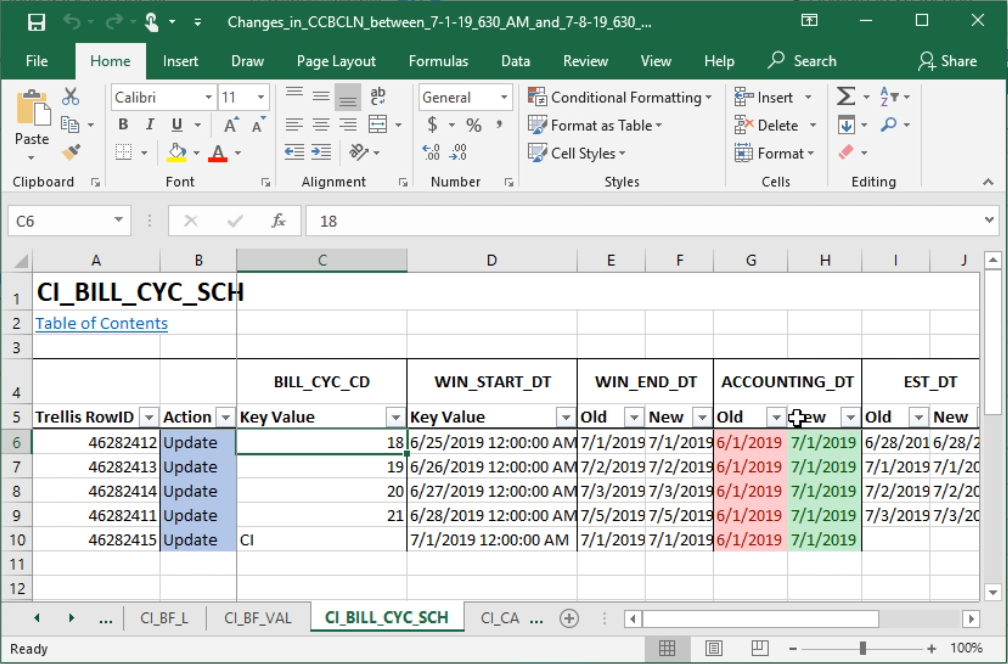 Changes_in_CCBCLN_between_7-1-19_630_AM_and_7-8-19_630_...
File Home Insert Draw Page Layout Formulas Data Review View Help Search Share
Calibri 11 General Conditional Formatting Insert
Paste B I U Format as Table Delete
Cell Styles Format
Clipboard Font Alignment Number Styles Cells Editing
C6 fx 18
A B C D E F G H I J
1 CI_BILL_CYC_SCH
2 Table of Contents
3
4 BILL_CYC_CD WIN_START_DT WIN_END_DT ACCOUNTING_DT EST_DT
5 Trellis RowID Action Key Value Key Value Old New Old ew Old New
6 46282412 Update 18 6/25/2019 12:00:00 AM 7/1/2019 7/1/2019 6/1/2019 7/1/2019 6/28/201 6/28/2
7 46282413 Update 19 6/26/2019 12:00:00 AM 7/2/2019 7/2/2019 6/1/2019 7/1/2019 7/1/2019 7/1/20
8 46282414 Update 20 6/27/2019 12:00:00 AM 7/3/2019 7/3/2019 6/1/2019 7/1/2019 7/2/2019 7/2/20
9 46282411 Update 21 6/28/2019 12:00:00 AM 7/5/2019 7/5/2019 6/1/2019 7/1/2019 7/3/2019 7/3/20
10 46282415 Update CI 7/1/2019 12:00:00 AM 7/1/2019 7/1/2019 6/1/2019 7/1/2019
11
12
... CI_BF_L CI_BF_VAL CI_BILL_CYC_SCH CI_CA ...
Ready 100%